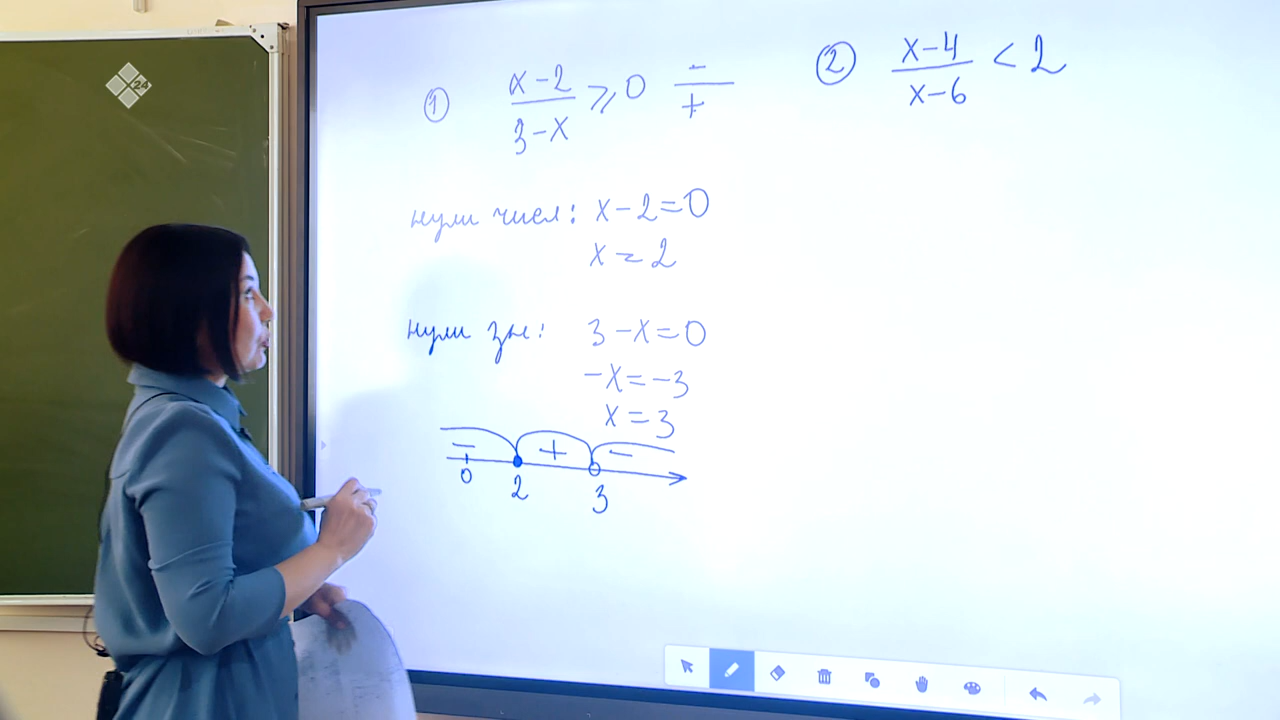 х24
① (x-2)/(3-x) ≥ 0 -/+
нули числ: x-2=0
x=2
нули зн: 3-x=0
-x=-3
x=3
- + -
0 2 3
② (x-4)/(x-6) < 2